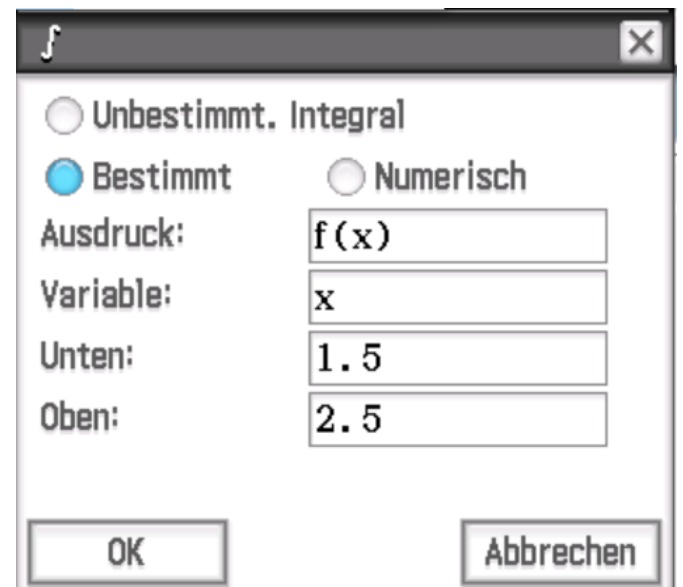 ∫
Unbestimmt. Integral
Bestimmt Numerisch
Ausdruck: f(x)
Variable: x
Unten: 1.5
Oben: 2.5
OK Abbrechen